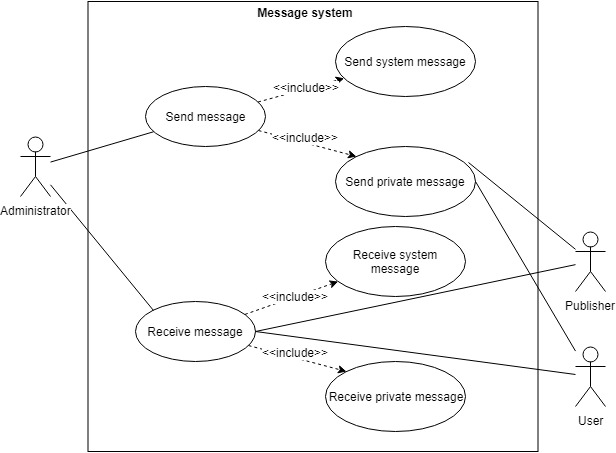 Message system
Send system message
<<include>>
Send message
<<include>>
Send private message
Administrator
Receive system
message
<<include>>
Publisher
Receive message
<<include>>
Receive private message
User